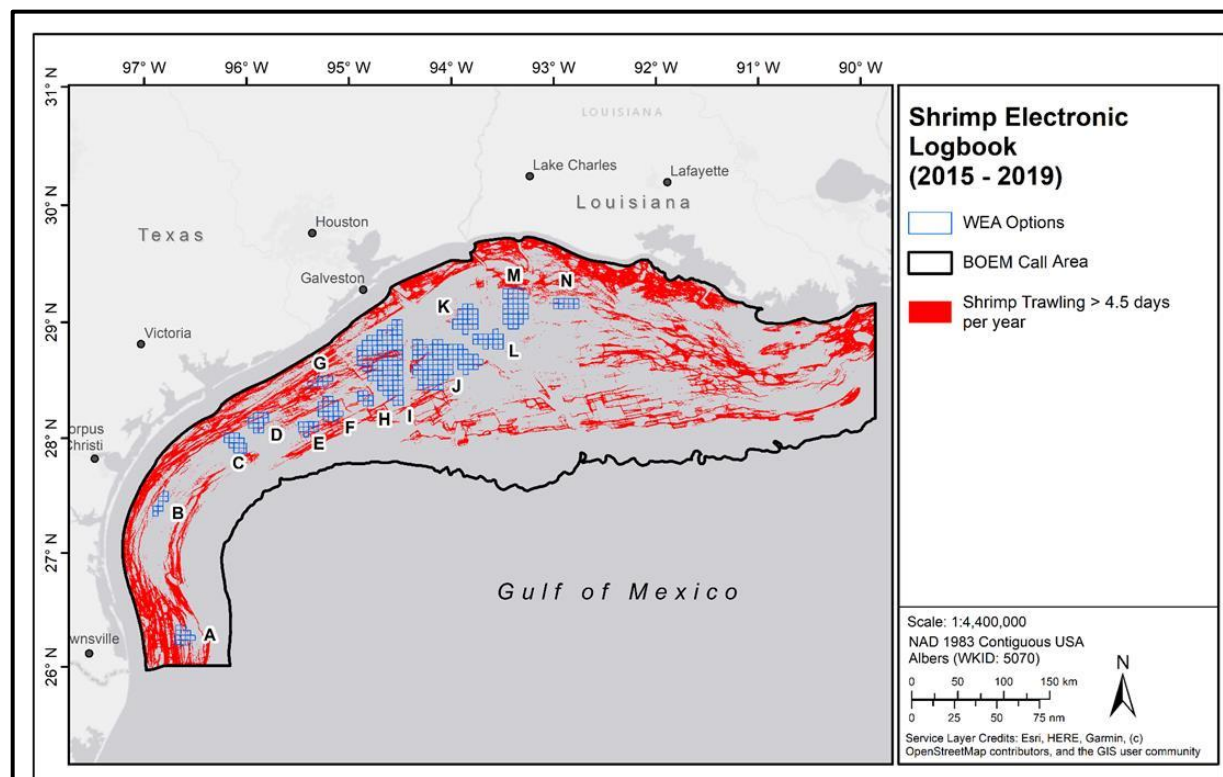 97° W 96° W 95° W 94° W 93° W 92° W 91° W 90° W
31° N
30° N
29° N
28° N
27° N
26° N
LOUISIANA
Lake Charles
Lafayette
Louisiana
Texas
Houston
Galveston
Victoria
orpus
Christi
wnsville
M
N
K
L
G
J
I
H
F
E
D
C
B
A
Gulf of Mexico
Shrimp Electronic
Logbook
(2015 - 2019)
WEA Options
BOEM Call Area
Shrimp Trawling > 4.5 days
per year
Scale: 1:4,400,000
NAD 1983 Contiguous USA
Albers (WKID: 5070)
N
0 50 100 150 km
0 25 50 75 nm
Service Layer Credits: Esri, HERE, Garmin, (c)
OpenStreetMap contributors, and the GIS user community